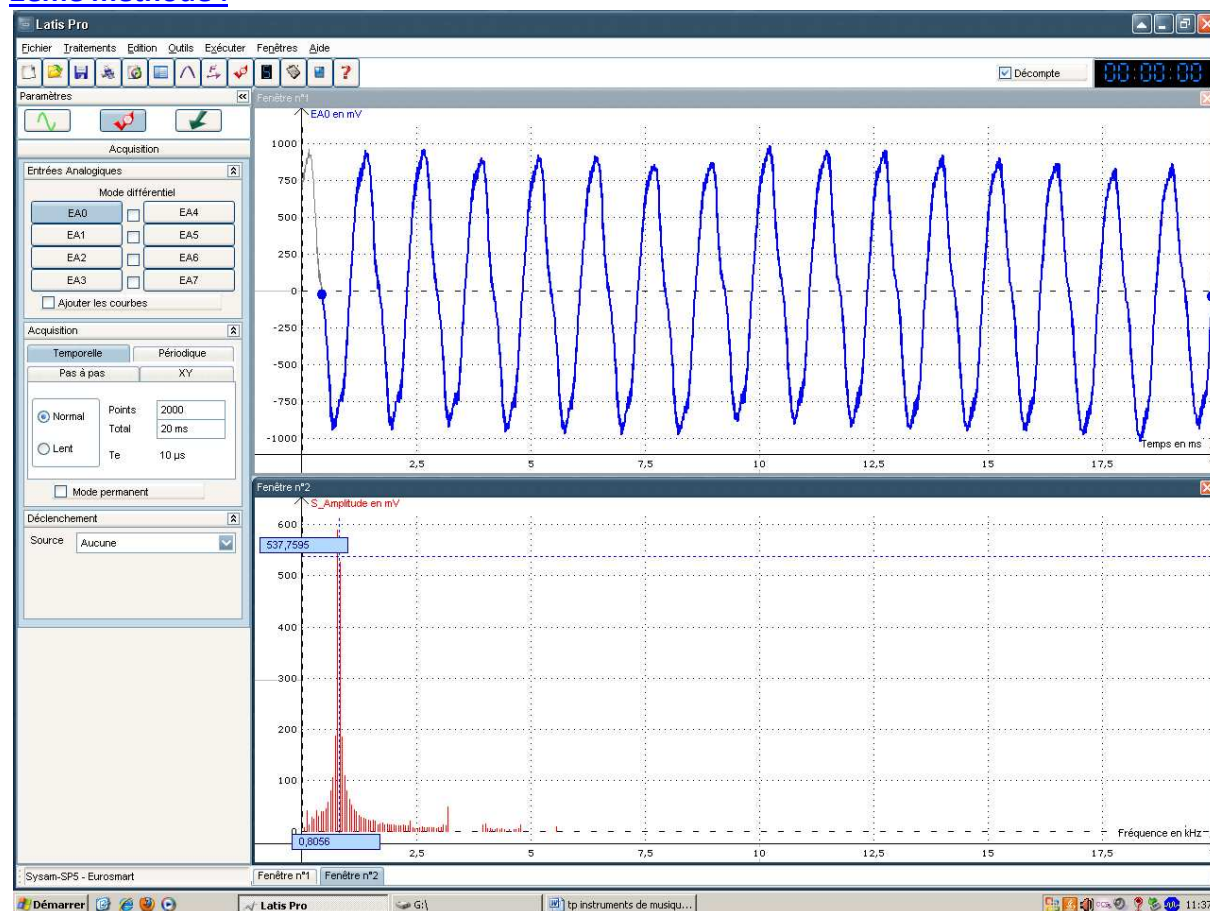 2ème méthode :
Latis Pro
Fichier Traitements Edition Outils Exécuter Fenêtres Aide
Décompte 00:00:00
Paramètres
Acquisition
Entrées Analogiques
Mode différentiel
EA0 EA4
EA1 EA5
EA2 EA6
EA3 EA7
Ajouter les courbes
Acquisition
Temporelle Périodique
Pas à pas XY
Normal Points 2000
Total 20 ms
Lent Te 10 µs
Mode permanent
Déclenchement
Source Aucune
Fenêtre n°1
EA0 en mV
1000
750
500
250
0
-250
-500
-750
-1000
Temps en ms
2,5 5 7,5 10 12,5 15 17,5
Fenêtre n°2
S_Amplitude en mV
600
537,7595
500
400
300
200
100
0
0,8056
Fréquence en kHz
2,5 5 7,5 10 12,5 15 17,5
Sysam-SP5 - Eurosmart
Fenêtre n°1 Fenêtre n°2
Démarrer Latis Pro G:\ tp instruments de musiqu... 11:37